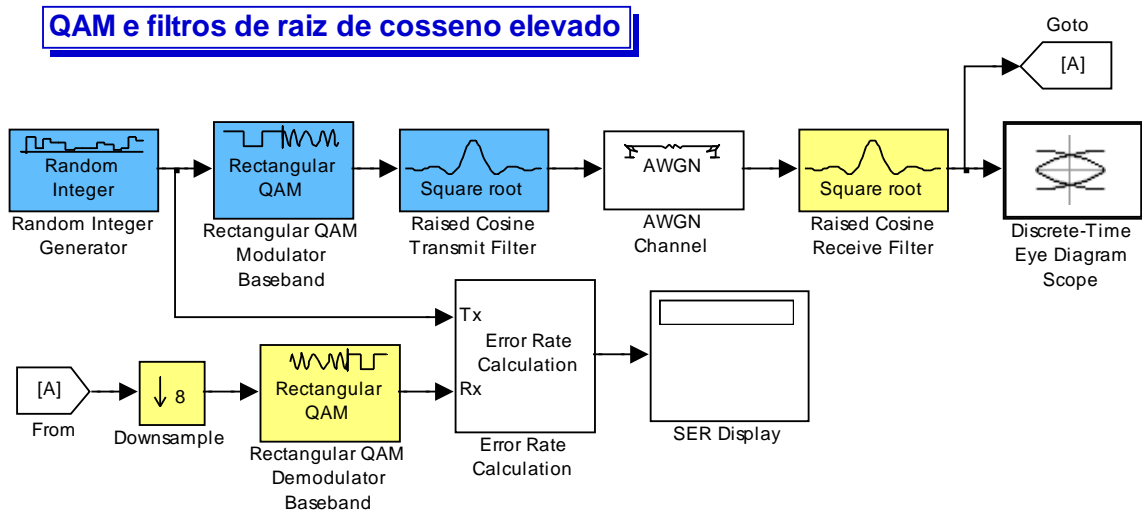 QAM e filtros de raiz de cosseno elevado
Goto
[A]
Random
Integer
Random Integer
Generator
Rectangular
QAM
Rectangular QAM
Modulator
Baseband
Square root
Raised Cosine
Transmit Filter
AWGN
AWGN
Channel
Square root
Raised Cosine
Receive Filter
Discrete-Time
Eye Diagram
Scope
[A]
From
8
Downsample
Rectangular
QAM
Rectangular QAM
Demodulator
Baseband
Tx
Error Rate
Calculation
Rx
Error Rate
Calculation
SER Display